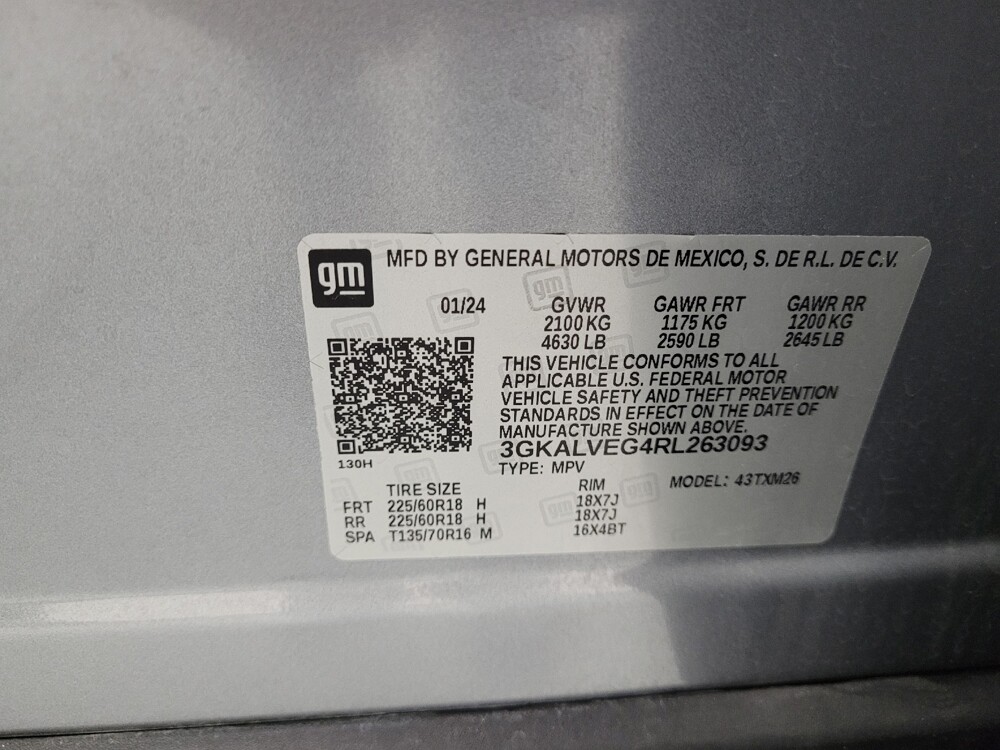 gm
MFD BY GENERAL MOTORS DE MEXICO, S. DE R.L. DE C.V.
01/24 GVWR GAWR FRT GAWR RR
2100 KG 1175 KG 1200 KG
4630 LB 2590 LB 2645 LB
THIS VEHICLE CONFORMS TO ALL
APPLICABLE U.S. FEDERAL MOTOR
VEHICLE SAFETY AND THEFT PREVENTION
STANDARDS IN EFFECT ON THE DATE OF
MANUFACTURE SHOWN ABOVE.
3GKALVEG4RL263093
130H
TYPE: MPV
MODEL: 43TXM26
TIRE SIZE RIM
FRT 225/60R18 H 18X7J
RR 225/60R18 H 18X7J
SPA T135/70R16 M 16X4BT